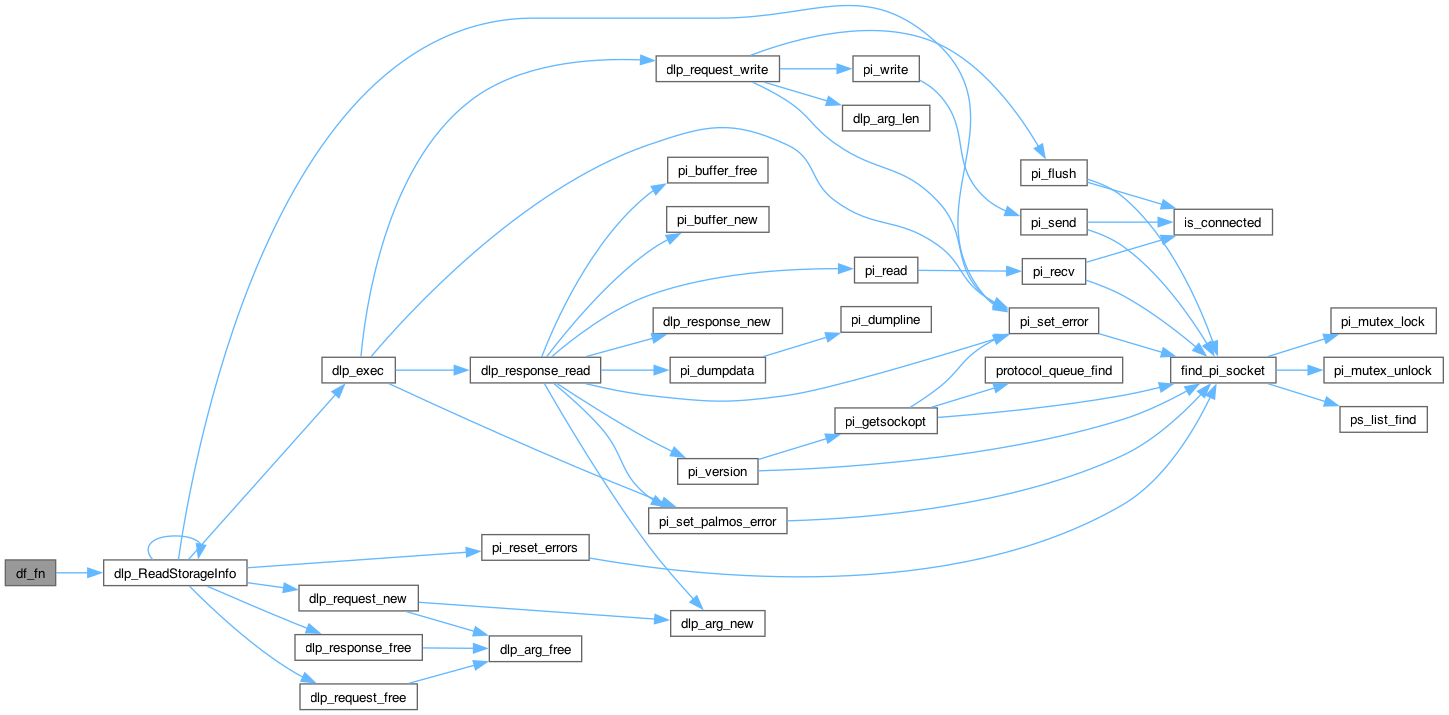 dlp_request_write
pi_write
dlp_arg_len
pi_buffer_free
pi_flush
pi_buffer_new
pi_send
is_connected
pi_read
pi_recv
dlp_response_new
pi_dumpline
pi_set_error
pi_mutex_lock
dlp_exec
dlp_response_read
pi_dumpdata
protocol_queue_find
find_pi_socket
pi_mutex_unlock
pi_getsockopt
ps_list_find
pi_version
pi_set_palmos_error
pi_reset_errors
df_fn
dlp_ReadStorageInfo
dlp_request_new
dlp_arg_new
dlp_response_free
dlp_arg_free
dlp_request_free